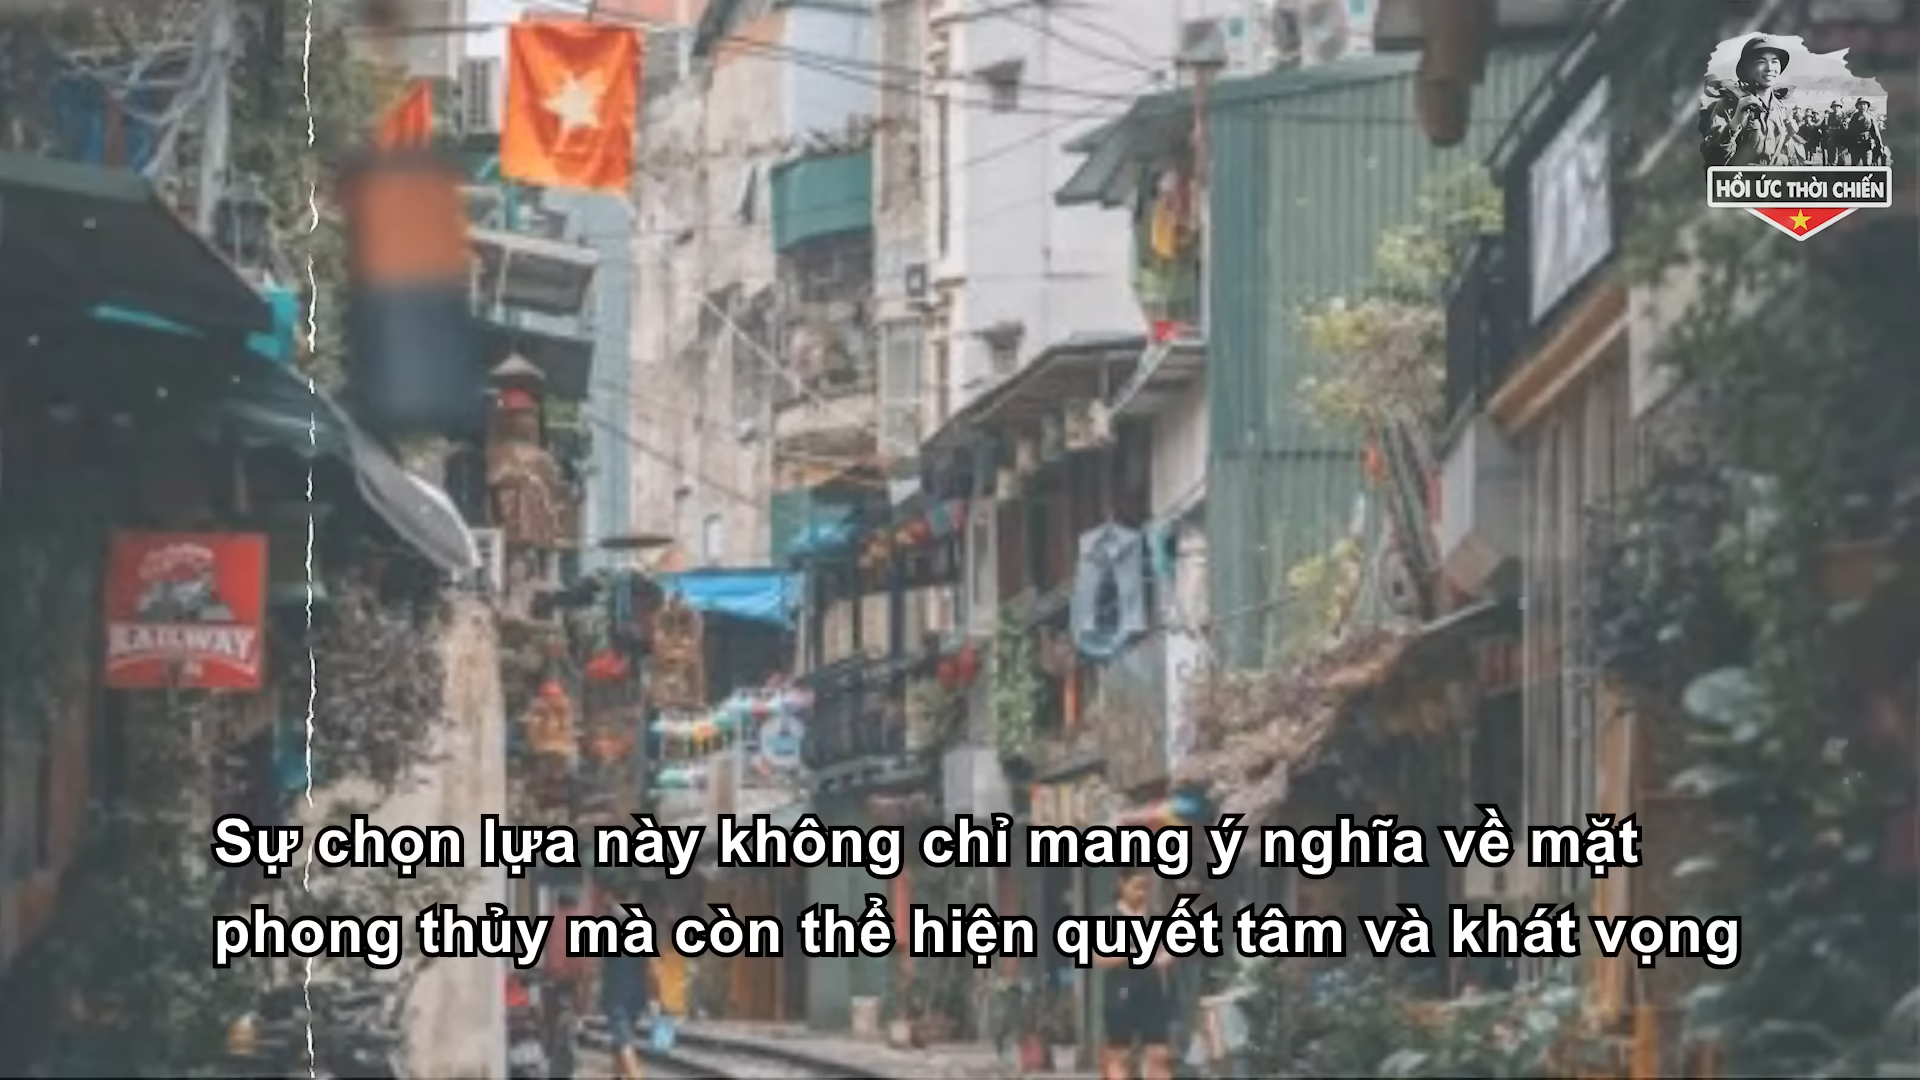 HỒI ỨC THỜI CHIẾN
RAILWAY
Sự chọn lựa này không chỉ mang ý nghĩa về mặt
phong thủy mà còn thể hiện quyết tâm và khát vọng